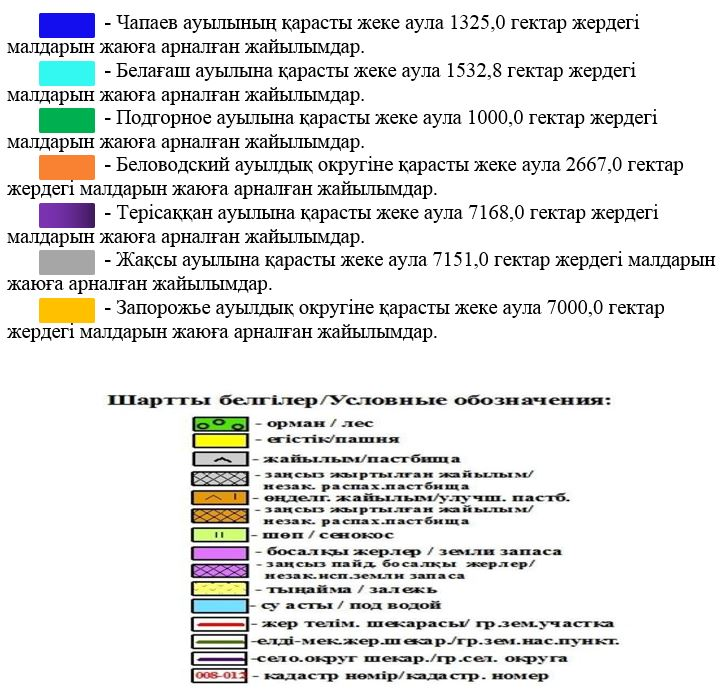 - Чапаев ауылының қарасты жеке аула 1325,0 гектар жердегі
малдарын жаюға арналған жайылымдар.
- Белағаш ауылына қарасты жеке аула 1532,8 гектар жердегі
малдарын жаюға арналған жайылымдар.
- Подгорное ауылына қарасты жеке аула 1000,0 гектар жердегі
малдарын жаюға арналған жайылымдар.
- Беловодский ауылдық округіне қарасты жеке аула 2667,0 гектар
жердегі малдарын жаюға арналған жайылымдар.
- Терісаққан ауылына қарасты жеке аула 7168,0 гектар жердегі
малдарын жаюға арналған жайылымдар.
- Жақсы ауылына қарасты жеке аула 7151,0 гектар жердегі малдарын
жаюға арналған жайылымдар.
- Запорожье ауылдық округіне қарасты жеке аула 7000,0 гектар
жердегі малдарын жаюға арналған жайылымдар.
Шартты белгілер/Условные обозначения:
- орман / лес
- егістік/пашня
- жайылым/пастбища
- заңсыз жыртылған жайылым/
незак. распах.пастбища
- өңделг. жайылым/улучш. пастб.
- заңсыз жыртылған жайылым/
незак. распах.пастбища
- шөп / сенокос
- босалқы жерлер / земли запаса
- заңсыз пайд. босалқы жерлер/
незак.исп.земли запаса
- тыңайма / залежь
- су асты / под водой
- жер телім. шекарасы/ гр.зем.участка
-елді-мек.жер.шекар./гр.зем.нас.пункт.
-село.округ шекар./гр.сел. округа
008-012 - кадастр нөмір/кадастр. номер